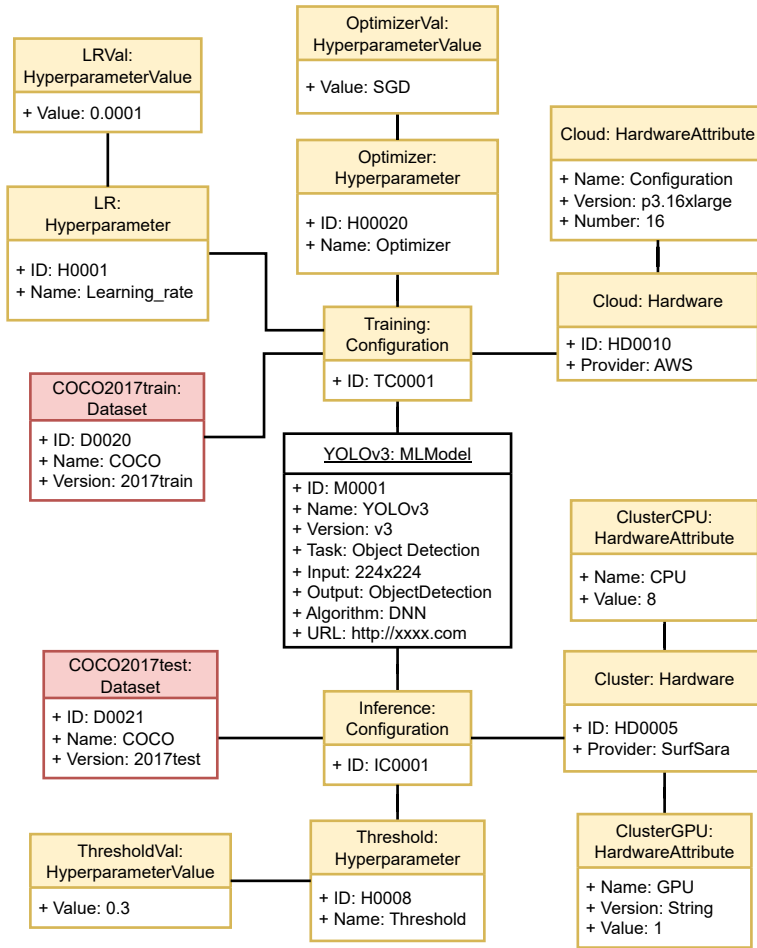 LRVal:
HyperparameterValue
+ Value: 0.0001
OptimizerVal:
HyperparameterValue
+ Value: SGD
Cloud: HardwareAttribute
+ Name: Configuration
+ Version: p3.16xlarge
+ Number: 16
LR:
Hyperparameter
+ ID: H0001
+ Name: Learning_rate
Optimizer:
Hyperparameter
+ ID: H00020
+ Name: Optimizer
Cloud: Hardware
+ ID: HD0010
+ Provider: AWS
Training:
Configuration
+ ID: TC0001
COCO2017train:
Dataset
+ ID: D0020
+ Name: COCO
+ Version: 2017train
YOLOv3: MLModel
+ ID: M0001
+ Name: YOLOv3
+ Version: v3
+ Task: Object Detection
+ Input: 224x224
+ Output: ObjectDetection
+ Algorithm: DNN
+ URL: http://xxxx.com
ClusterCPU:
HardwareAttribute
+ Name: CPU
+ Value: 8
COCO2017test:
Dataset
+ ID: D0021
+ Name: COCO
+ Version: 2017test
Inference:
Configuration
+ ID: IC0001
Cluster: Hardware
+ ID: HD0005
+ Provider: SurfSara
ThresholdVal:
HyperparameterValue
+ Value: 0.3
Threshold:
Hyperparameter
+ ID: H0008
+ Name: Threshold
ClusterGPU:
HardwareAttribute
+ Name: GPU
+ Version: String
+ Value: 1